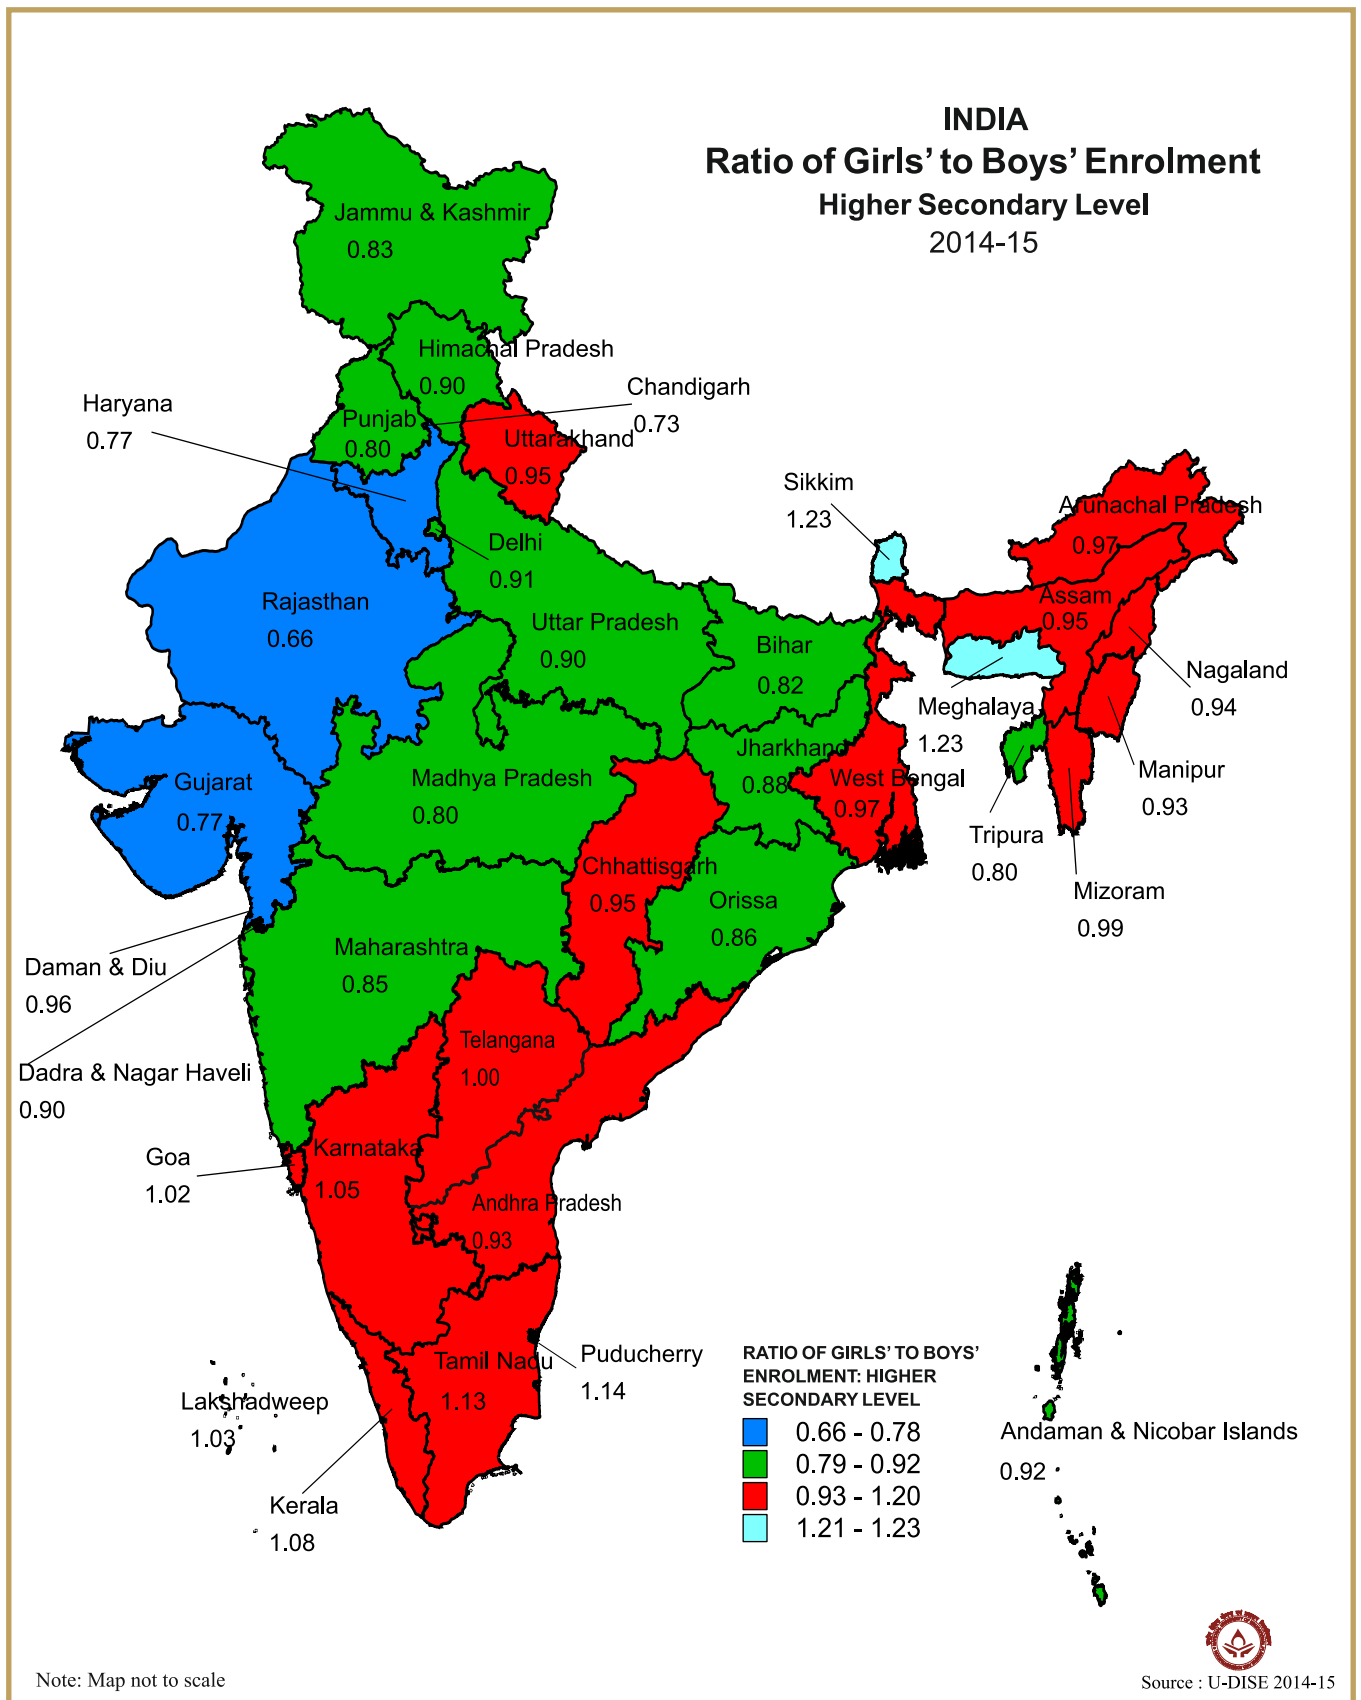 INDIA
Ratio of Girls' to Boys' Enrolment
Higher Secondary Level
2014-15
Jammu & Kashmir
0.83
Himachal Pradesh
0.90
Chandigarh
0.73
Haryana
0.77
Punjab
0.80
Uttarakhand
0.95
Sikkim
1.23
Arunachal Pradesh
0.97
Delhi
0.91
Rajasthan
0.66
Uttar Pradesh
0.90
Bihar
0.82
Assam
0.95
Nagaland
0.94
Meghalaya
1.23
Jharkhand
0.88
West Bengal
0.97
Manipur
0.93
Gujarat
0.77
Madhya Pradesh
0.80
Tripura
0.80
Mizoram
0.99
Chhattisgarh
0.95
Orissa
0.86
Maharashtra
0.85
Daman & Diu
0.96
Dadra & Nagar Haveli
0.90
Telangana
1.00
Goa
1.02
Karnataka
1.05
Andhra Pradesh
0.93
Tamil Nadu
1.13
Puducherry
1.14
Lakshadweep
1.03
Kerala
1.08
Andaman & Nicobar Islands
0.92
RATIO OF GIRLS' TO BOYS'
ENROLMENT: HIGHER
SECONDARY LEVEL
0.66 - 0.78
0.79 - 0.92
0.93 - 1.20
1.21 - 1.23
Note: Map not to scale
Source : U-DISE 2014-15